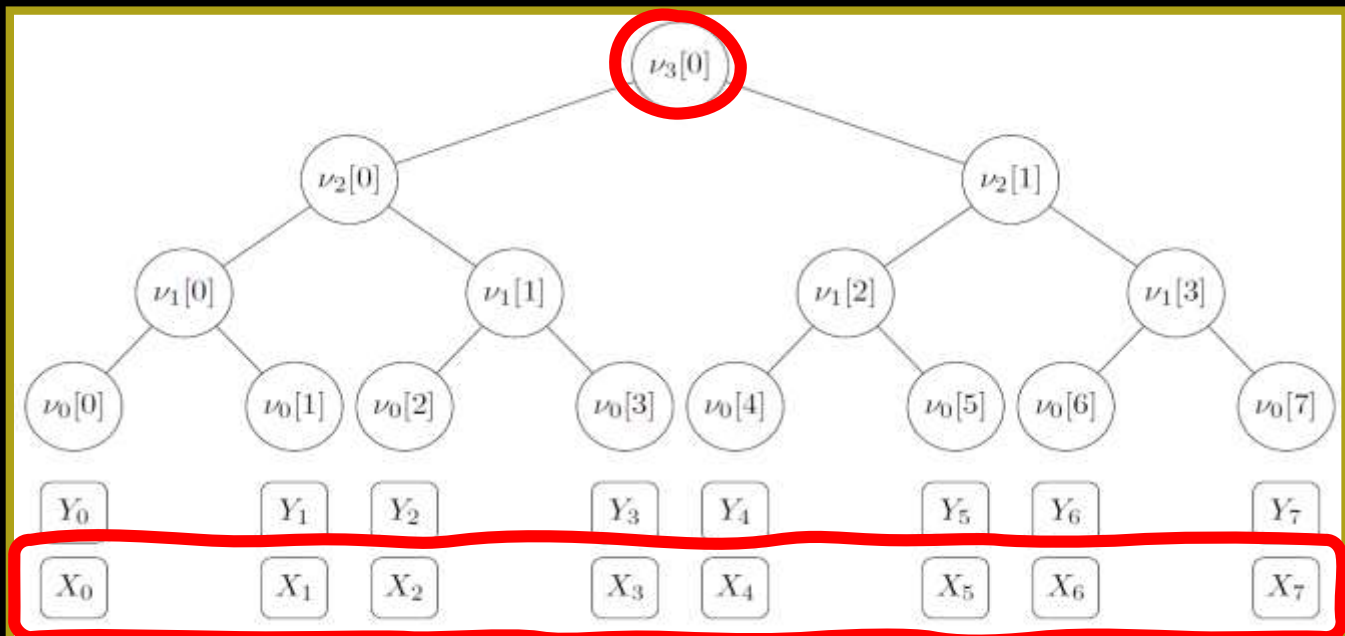 ν₃[0]
ν₂[0] ν₂[1]
ν₁[0] ν₁[1] ν₁[2] ν₁[3]
ν₀[0] ν₀[1] ν₀[2] ν₀[3] ν₀[4] ν₀[5] ν₀[6] ν₀[7]
Y₀ Y₁ Y₂ Y₃ Y₄ Y₅ Y₆ Y₇
X₀ X₁ X₂ X₃ X₄ X₅ X₆ X₇